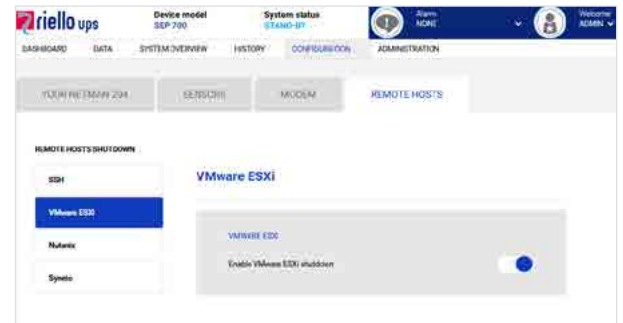 riello ups
Device model
SEP 700
System status
STAND-BY
Alarm
NONE
Welcome
ADMIN
DASHBOARD DATA SYSTEM OVERVIEW HISTORY CONFIGURATION ADMINISTRATION
YOUR NETMAN 204 SENSORS MODEM REMOTE HOSTS
REMOTE HOSTS SHUTDOWN
SSH
VMware ESXi
VMware ESXi
Nutanix
Syneto
VMWARE ESXI
Enable VMware ESXi shutdown